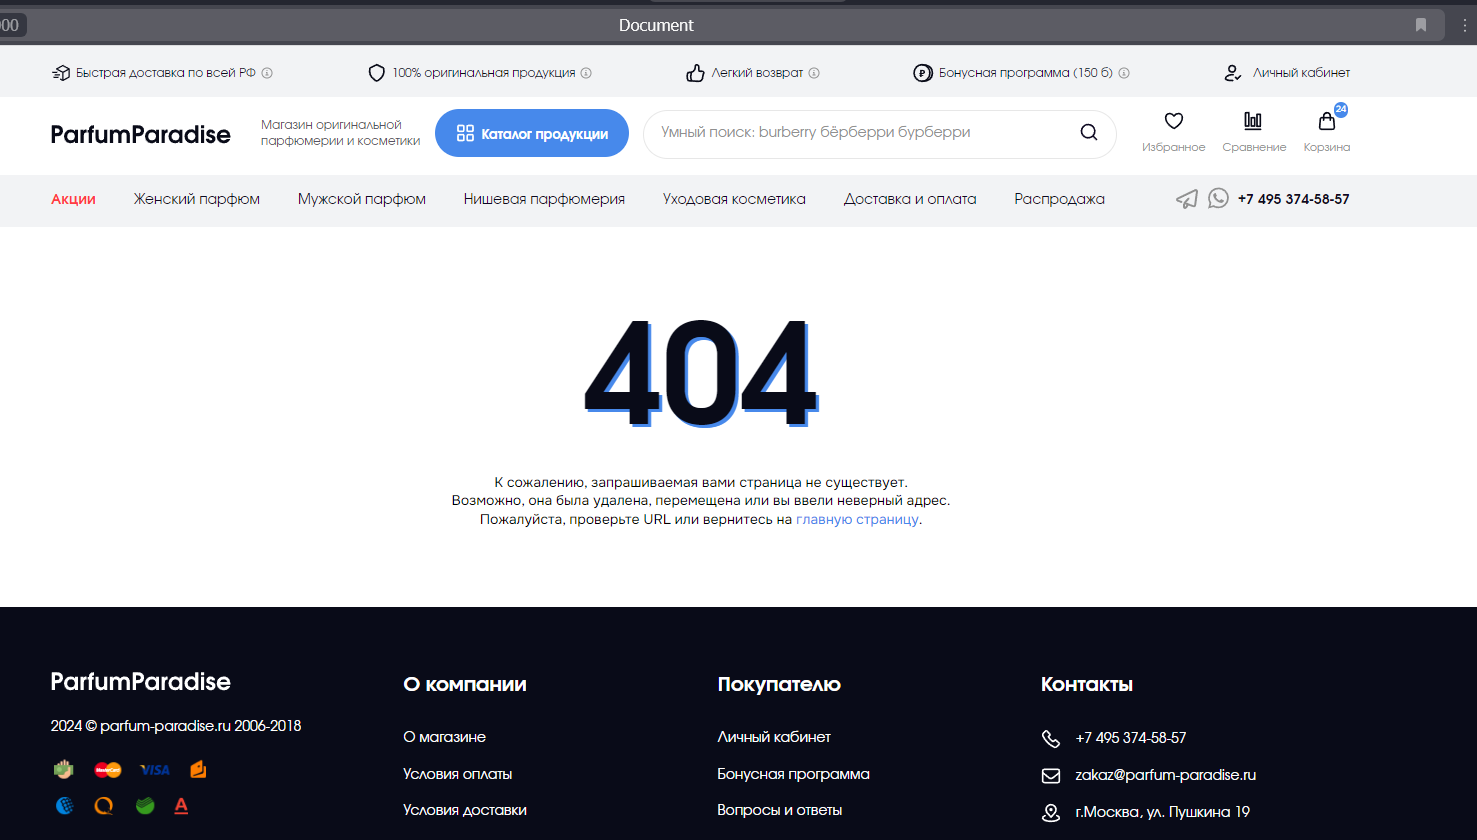 000
Document
Быстрая доставка по всей РФ
100% оригинальная продукция
Легкий возврат
Бонусная программа (150 б)
Личный кабинет
ParfumParadise
Магазин оригинальной
парфюмерии и косметики
Каталог продукции
Умный поиск: burberry бёрберри бурберри
Избранное
Сравнение
24
Корзина
Акции
Женский парфюм
Мужской парфюм
Нишевая парфюмерия
Уходовая косметика
Доставка и оплата
Распродажа
+7 495 374-58-57
404
К сожалению, запрашиваемая вами страница не существует.
Возможно, она была удалена, перемещена или вы ввели неверный адрес.
Пожалуйста, проверьте URL или вернитесь на главную страницу.
ParfumParadise
2024 © parfum-paradise.ru 2006-2018
MasterCard
VISA
О компании
О магазине
Условия оплаты
Условия доставки
Покупателю
Личный кабинет
Бонусная программа
Вопросы и ответы
Контакты
+7 495 374-58-57
zakaz@parfum-paradise.ru
г.Москва, ул. Пушкина 19